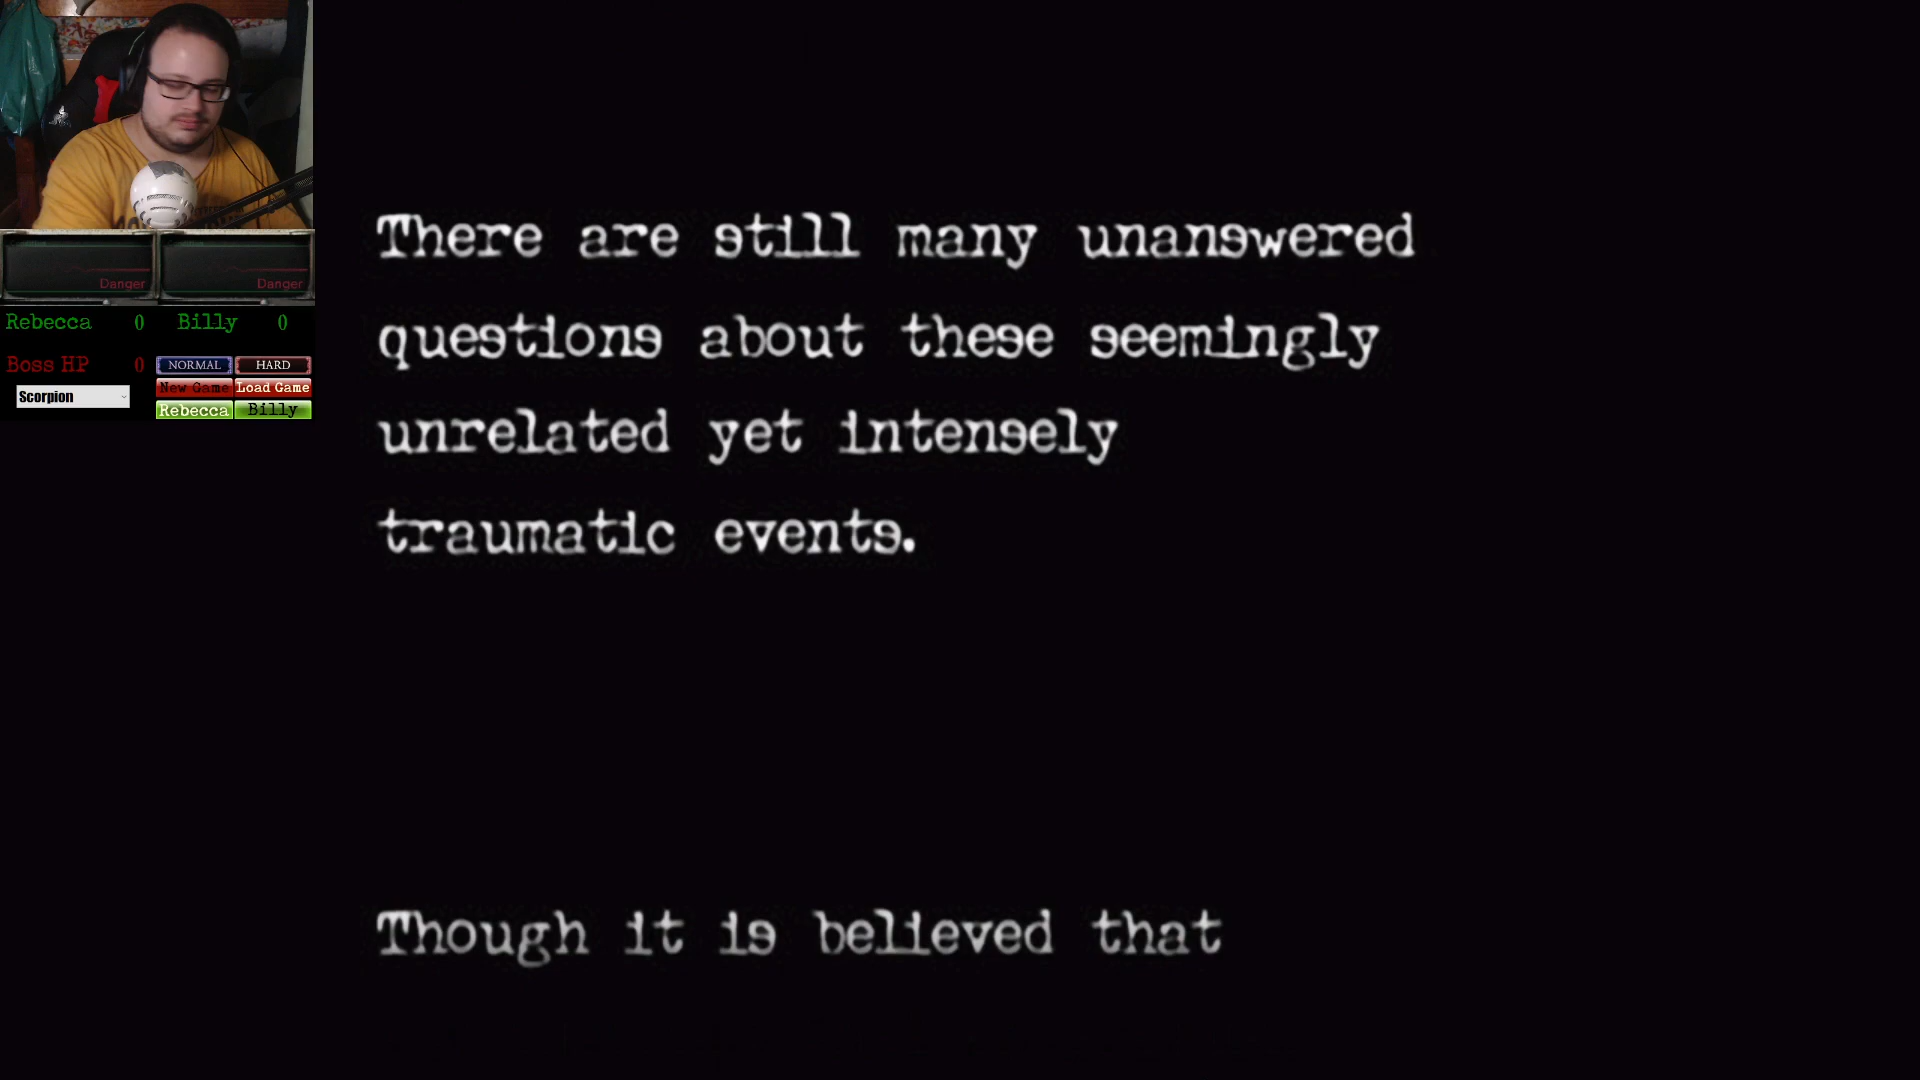 There are still many unanswered
questions about these seemingly
unrelated yet intensely
traumatic events.
Though it is believed that
Danger
Danger
Rebecca 0 Billy 0
Boss HP 0
NORMAL HARD
Scorpion
New Game Load Game
Rebecca Billy